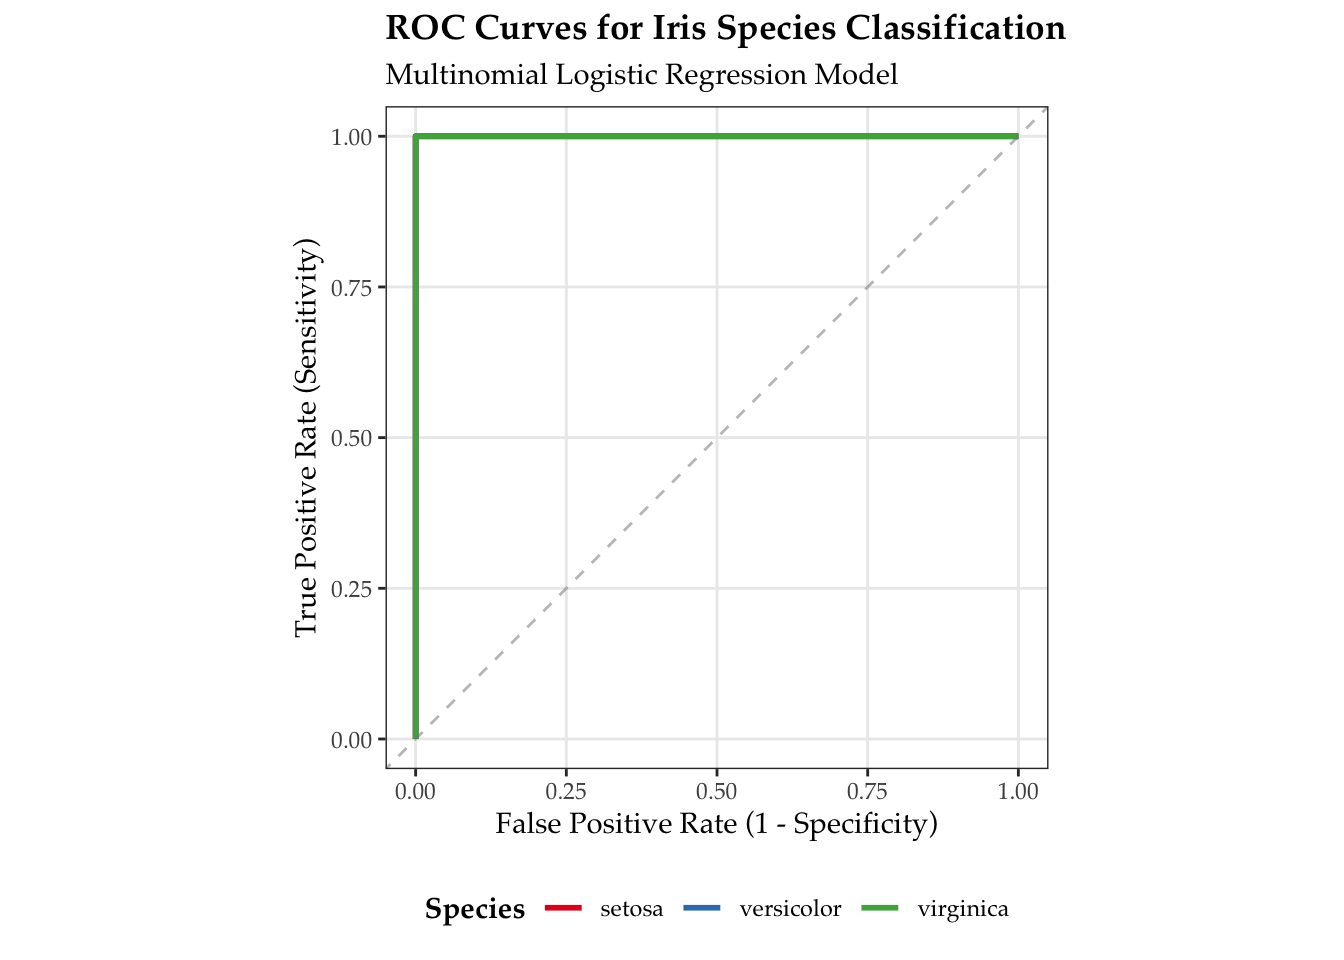 ROC Curves for Iris Species Classification
Multinomial Logistic Regression Model
True Positive Rate (Sensitivity)
1.00
0.75
0.50
0.25
0.00
0.00 0.25 0.50 0.75 1.00
False Positive Rate (1 - Specificity)
Species setosa versicolor virginica